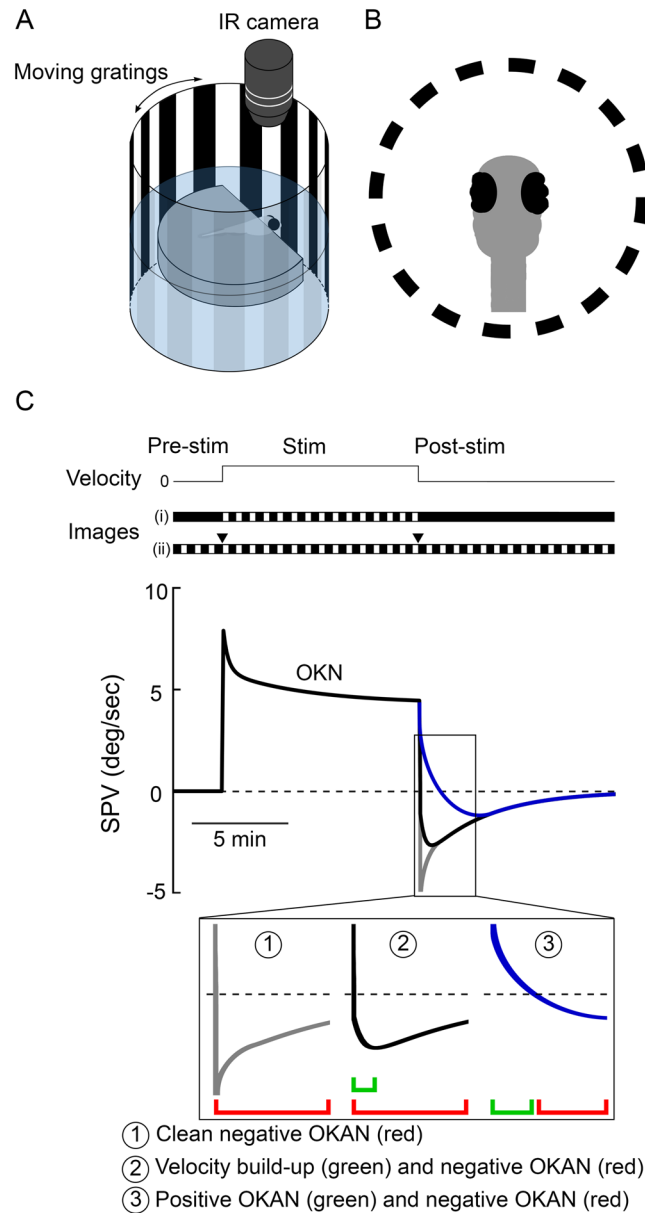 A
IR camera
Moving gratings
B
C
Pre-stim
Stim
Post-stim
Velocity
0
Images
(i)
(ii)
10
5
0
-5
SPV (deg/sec)
OKN
5 min
① ② ③
① Clean negative OKAN (red)
② Velocity build-up (green) and negative OKAN (red)
③ Positive OKAN (green) and negative OKAN (red)